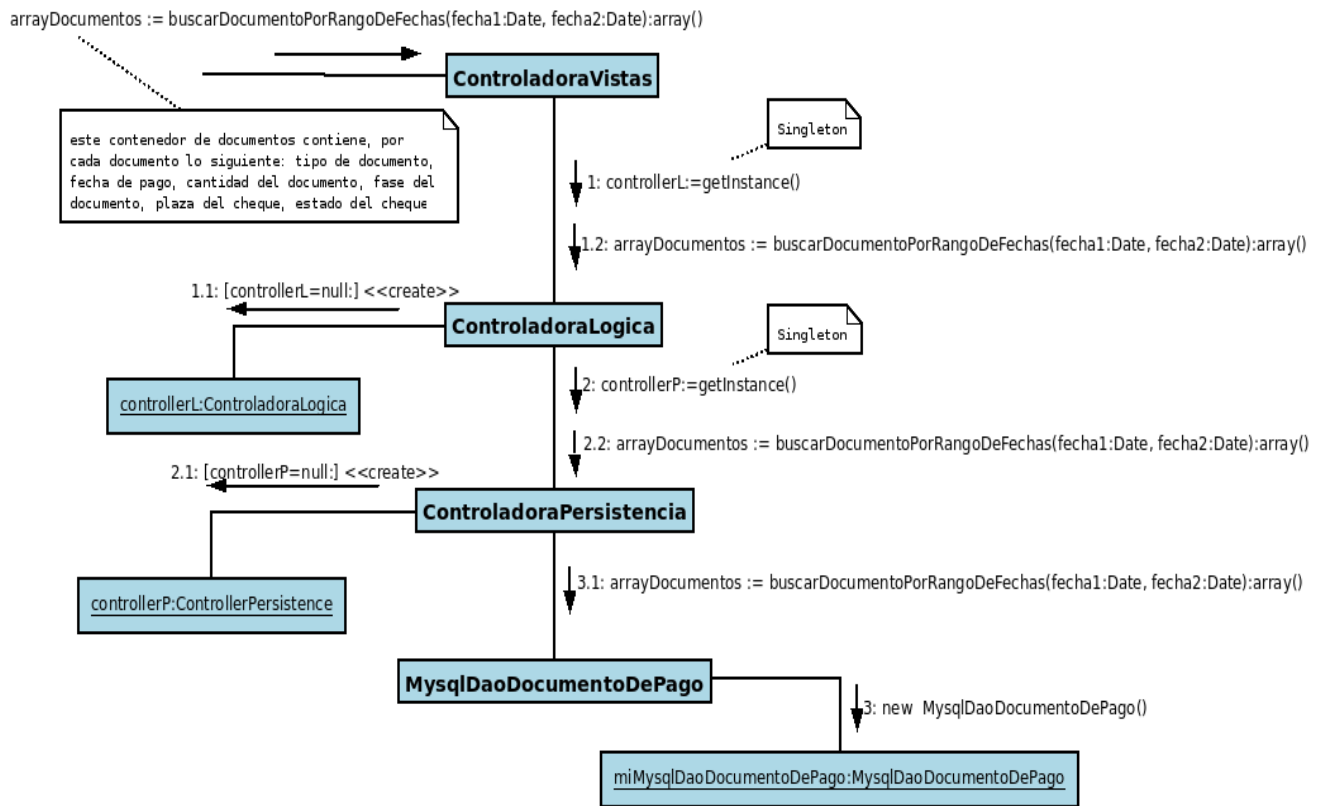 arrayDocumentos := buscarDocumentoPorRangoDeFechas(fecha1:Date, fecha2:Date):array()
ControladoraVistas
este contenedor de documentos contiene, por
cada documento lo siguiente: tipo de documento,
fecha de pago, cantidad del documento, fase del
documento, plaza del cheque, estado del cheque
Singleton
1: controllerL:=getInstance()
1.2: arrayDocumentos := buscarDocumentoPorRangoDeFechas(fecha1:Date, fecha2:Date):array()
1.1: [controllerL=null:] <<create>>
ControladoraLogica
Singleton
controllerL:ControladoraLogica
2: controllerP:=getInstance()
2.2: arrayDocumentos := buscarDocumentoPorRangoDeFechas(fecha1:Date, fecha2:Date):array()
2.1: [controllerP=null:] <<create>>
ControladoraPersistencia
controllerP:ControllerPersistence
3.1: arrayDocumentos := buscarDocumentoPorRangoDeFechas(fecha1:Date, fecha2:Date):array()
MysqlDaoDocumentoDePago
3: new MysqlDaoDocumentoDePago()
miMysqlDaoDocumentoDePago:MysqlDaoDocumentoDePago